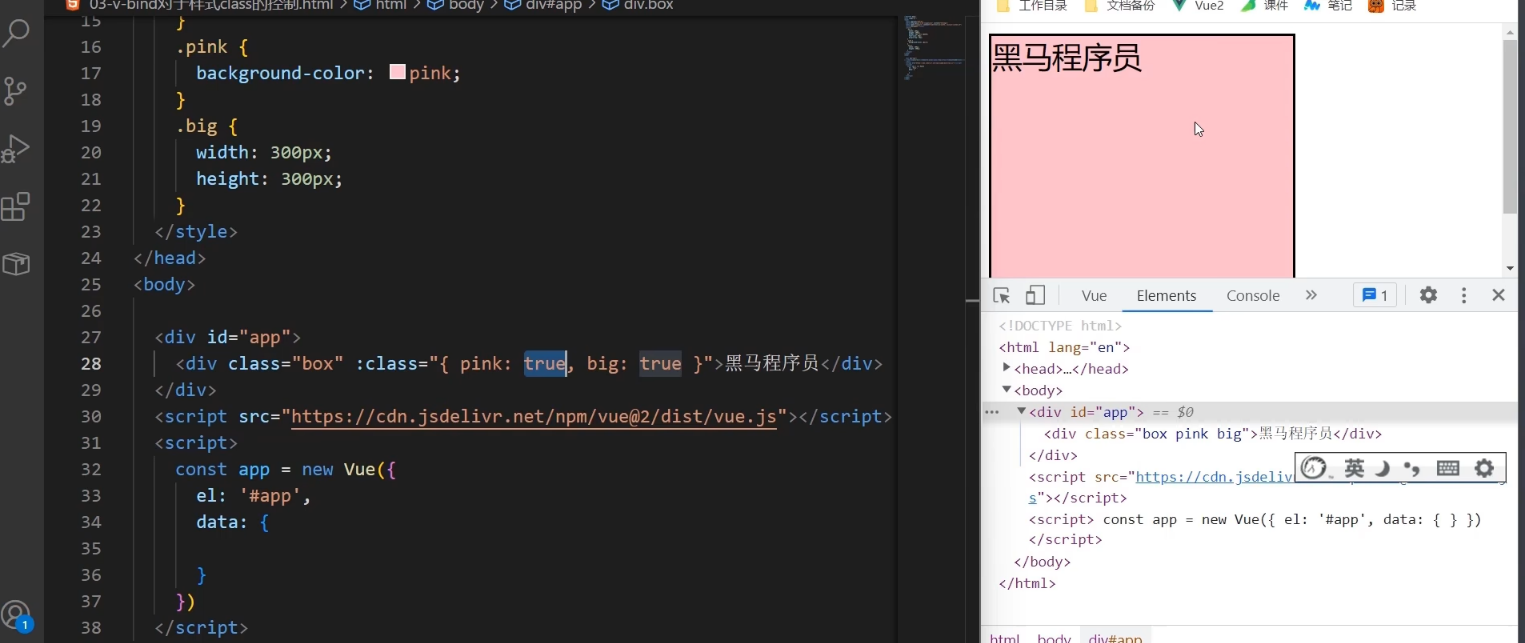 03-v-bind对于样式class的控制.html > html > body > div#app > div.box
15 }
16 .pink {
17 background-color: pink;
18 }
19 .big {
20 width: 300px;
21 height: 300px;
22 }
23 </style>
24 </head>
25 <body>
26
27 <div id="app">
28 <div class="box" :class="{ pink: true, big: true }">黑马程序员</div>
29 </div>
30 <script src="https://cdn.jsdelivr.net/npm/vue@2/dist/vue.js"></script>
31 <script>
32 const app = new Vue({
33 el: '#app',
34 data: {
35
36 }
37 })
38 </script>
1
工作目录 文档备份 Vue2 课件 笔记 记录
黑马程序员
Vue Elements Console » 1
<!DOCTYPE html>
<html lang="en">
<head>…</head>
<body>
··· <div id="app"> == $0
<div class="box pink big">黑马程序员</div>
</div>
英
<script src="https://cdn.jsdeliv
s"></script>
<script> const app = new Vue({ el: '#app', data: { } })
</script>
</body>
</html>
html body div#app